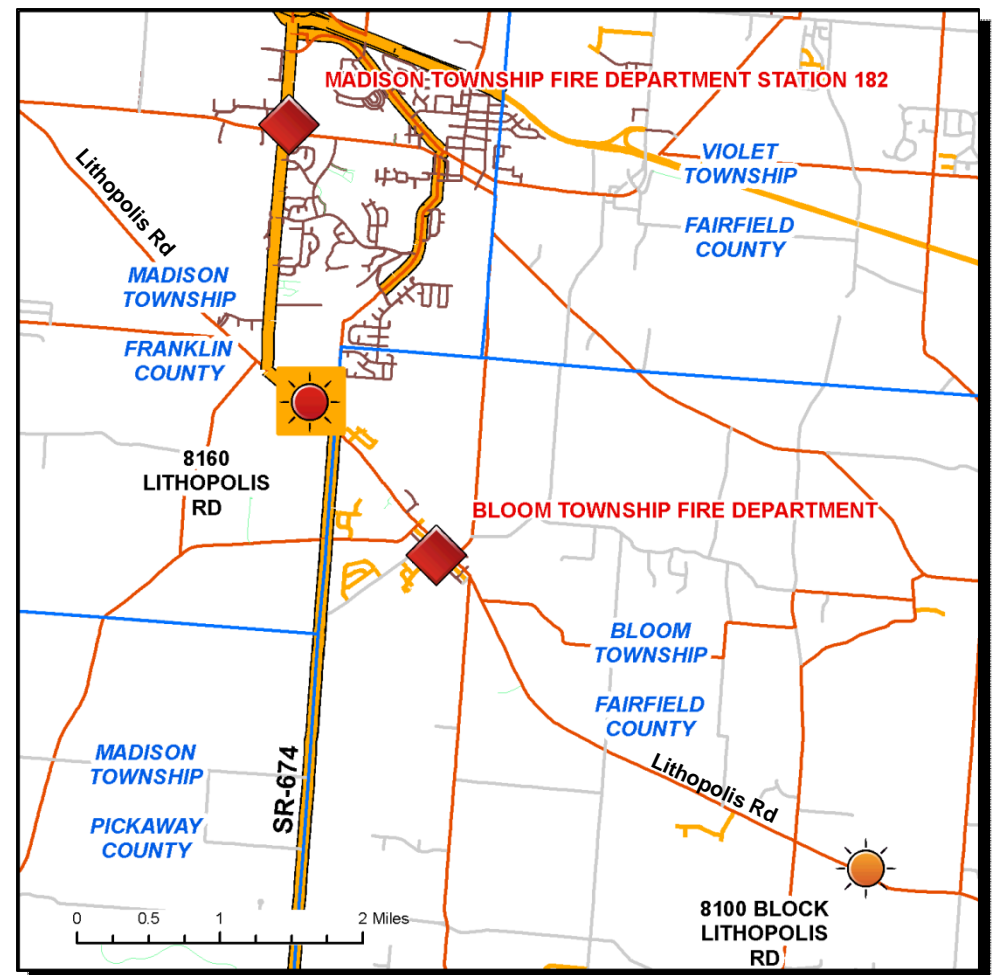 MADISON TOWNSHIP FIRE DEPARTMENT STATION 182
Lithopolis Rd
VIOLET
TOWNSHIP
FAIRFIELD
COUNTY
MADISON
TOWNSHIP
FRANKLIN
COUNTY
8160
LITHOPOLIS
RD
BLOOM TOWNSHIP FIRE DEPARTMENT
BLOOM
TOWNSHIP
FAIRFIELD
COUNTY
MADISON
TOWNSHIP
PICKAWAY
COUNTY
SR-674
Lithopolis Rd
8100 BLOCK
LITHOPOLIS
RD
0 0.5 1 2 Miles